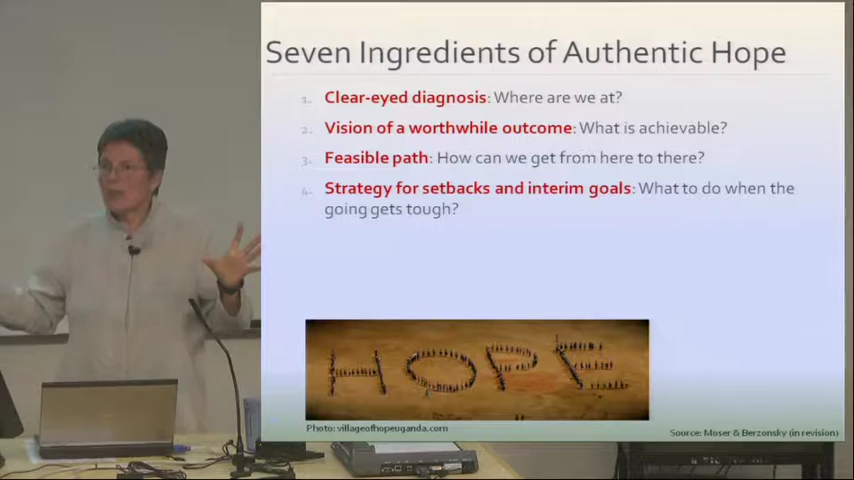 Seven Ingredients of Authentic Hope
1. Clear-eyed diagnosis: Where are we at?
2. Vision of a worthwhile outcome: What is achievable?
3. Feasible path: How can we get from here to there?
4. Strategy for setbacks and interim goals: What to do when the
going gets tough?
HOPE
Photo: villageofhopeuganda.com
Source: Moser & Berzonsky (in revision)